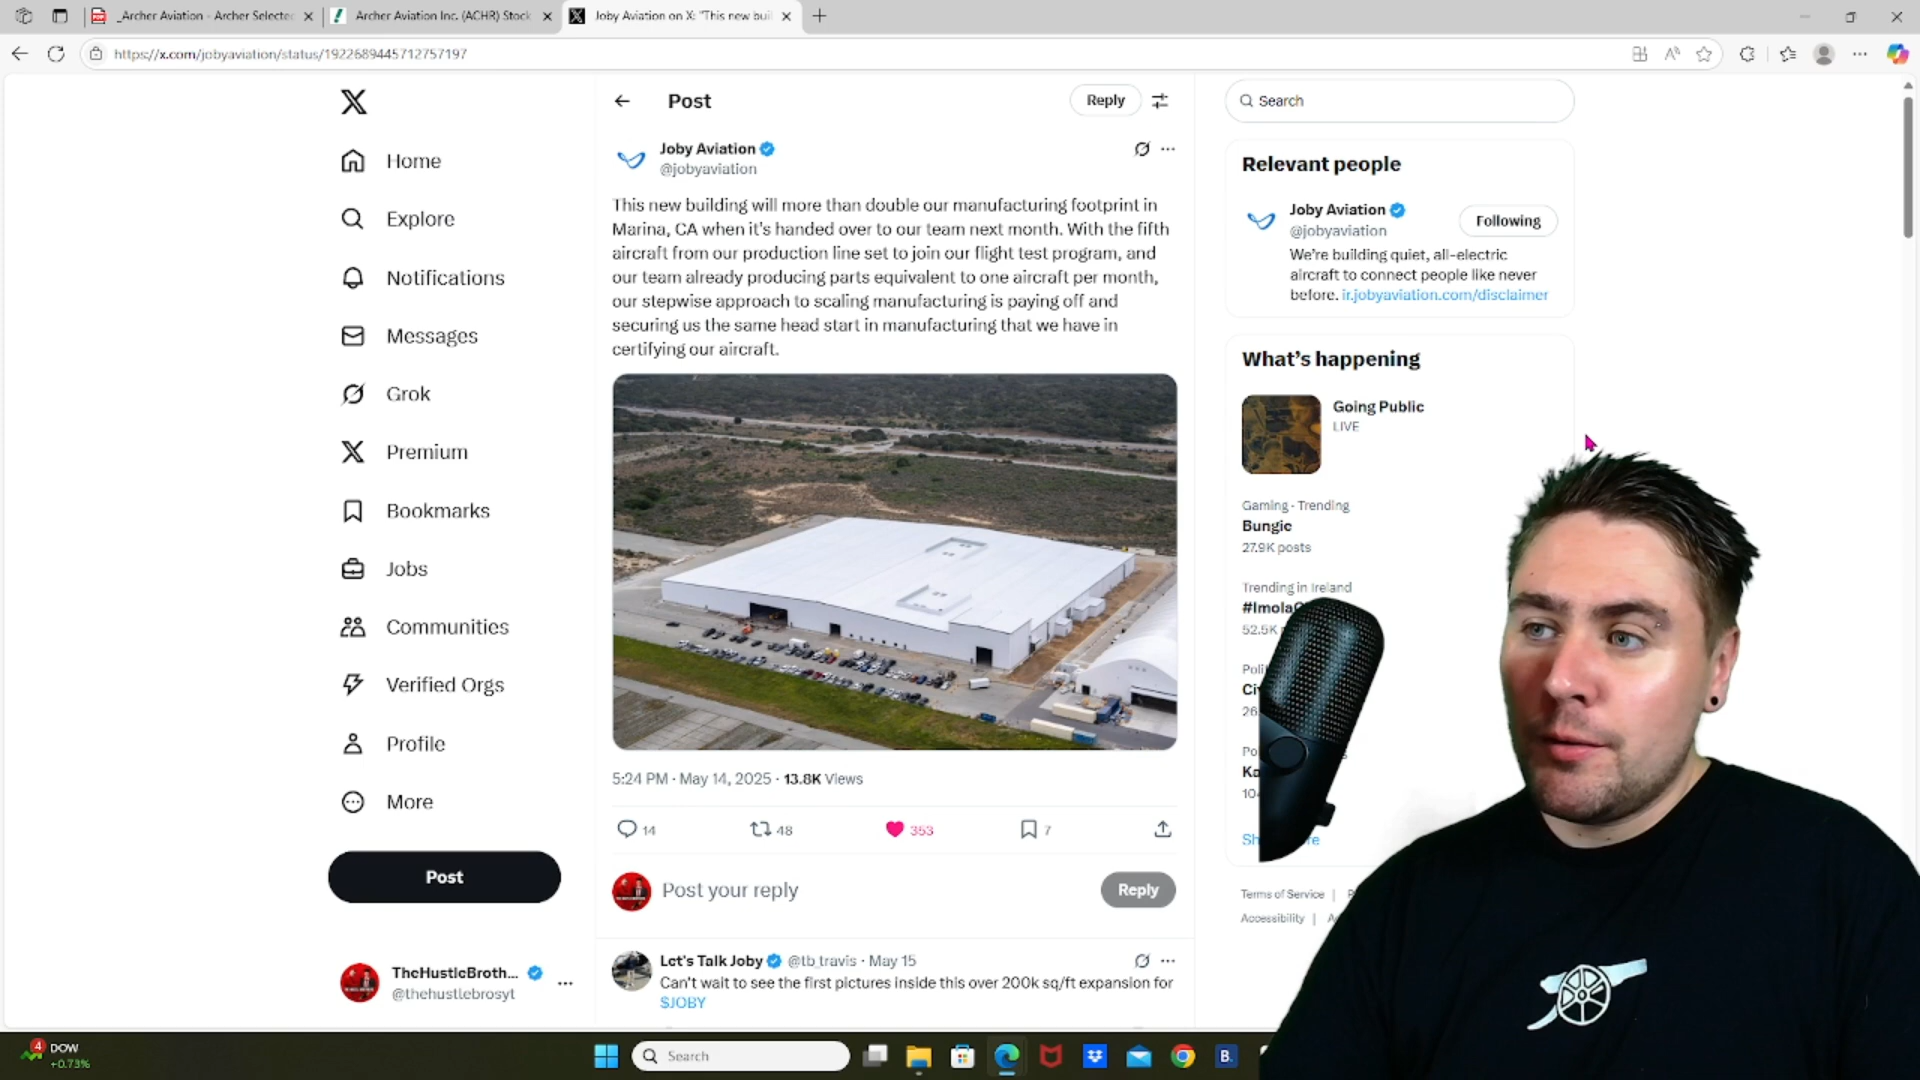 _Archer Aviation - Archer Selected
Archer Aviation Inc. (ACHR) Stock
Joby Aviation on X: "This new buil
https://x.com/jobyaviation/status/1922689445712757197
Post
Reply
Search
Joby Aviation
@jobyaviation
This new building will more than double our manufacturing footprint in
Marina, CA when it's handed over to our team next month. With the fifth
aircraft from our production line set to join our flight test program, and
our team already producing parts equivalent to one aircraft per month,
our stepwise approach to scaling manufacturing is paying off and
securing us the same head start in manufacturing that we have in
certifying our aircraft.
5:24 PM · May 14, 2025 · 13.8K Views
14
48
353
7
Post your reply
Reply
Let's Talk Joby @tb_travis · May 15
Can't wait to see the first pictures inside this over 200k sq/ft expansion for
$JOBY
Home
Explore
Notifications
Messages
Grok
Premium
Bookmarks
Jobs
Communities
Verified Orgs
Profile
More
Post
TheHustleBroth...
@thehustlebrosyt
Relevant people
Joby Aviation
@jobyaviation
Following
We're building quiet, all-electric
aircraft to connect people like never
before. ir.jobyaviation.com/disclaimer
What's happening
Going Public
LIVE
Gaming · Trending
Bungie
27.9K posts
Trending in Ireland
#Imola
52.5K
Terms of Service |
Accessibility |
4
DOW
+0.73%
Search
B.